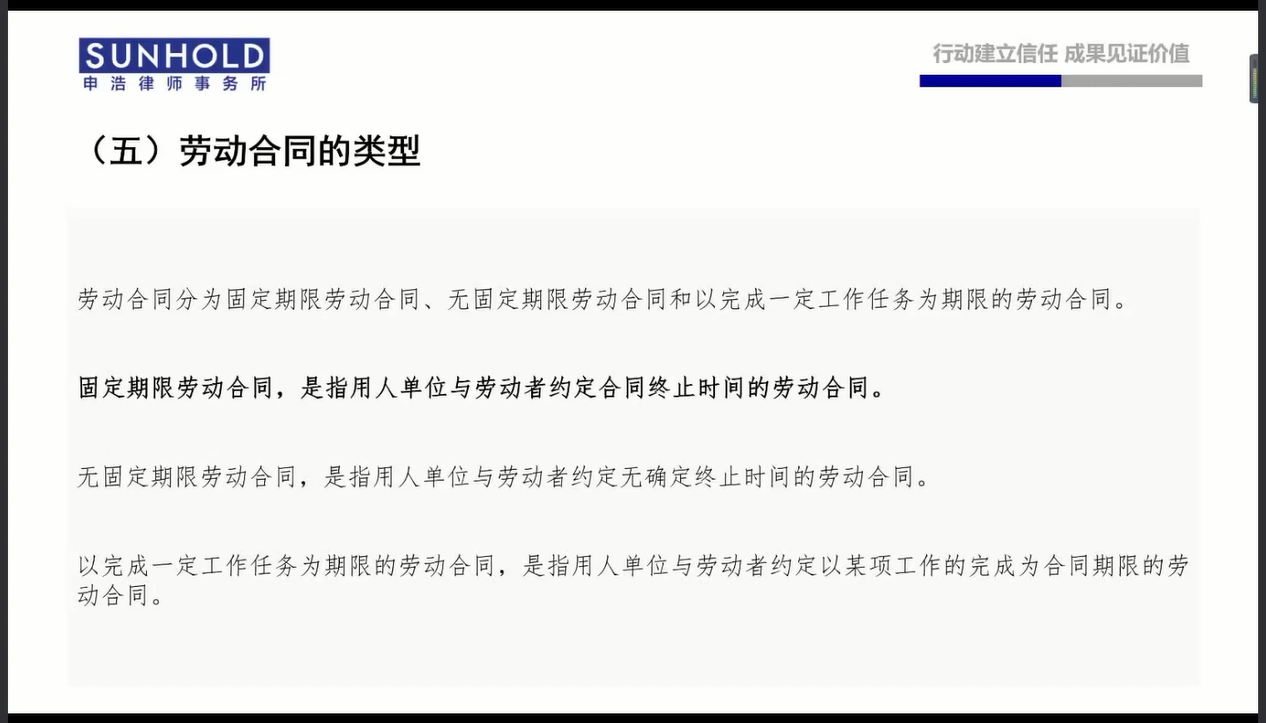 SUNHOLD
申浩律师事务所
行动建立信任 成果见证价值
（五）劳动合同的类型
劳动合同分为固定期限劳动合同、无固定期限劳动合同和以完成一定工作任务为期限的劳动合同。
固定期限劳动合同，是指用人单位与劳动者约定合同终止时间的劳动合同。
无固定期限劳动合同，是指用人单位与劳动者约定无确定终止时间的劳动合同。
以完成一定工作任务为期限的劳动合同，是指用人单位与劳动者约定以某项工作的完成为合同期限的劳
动合同。